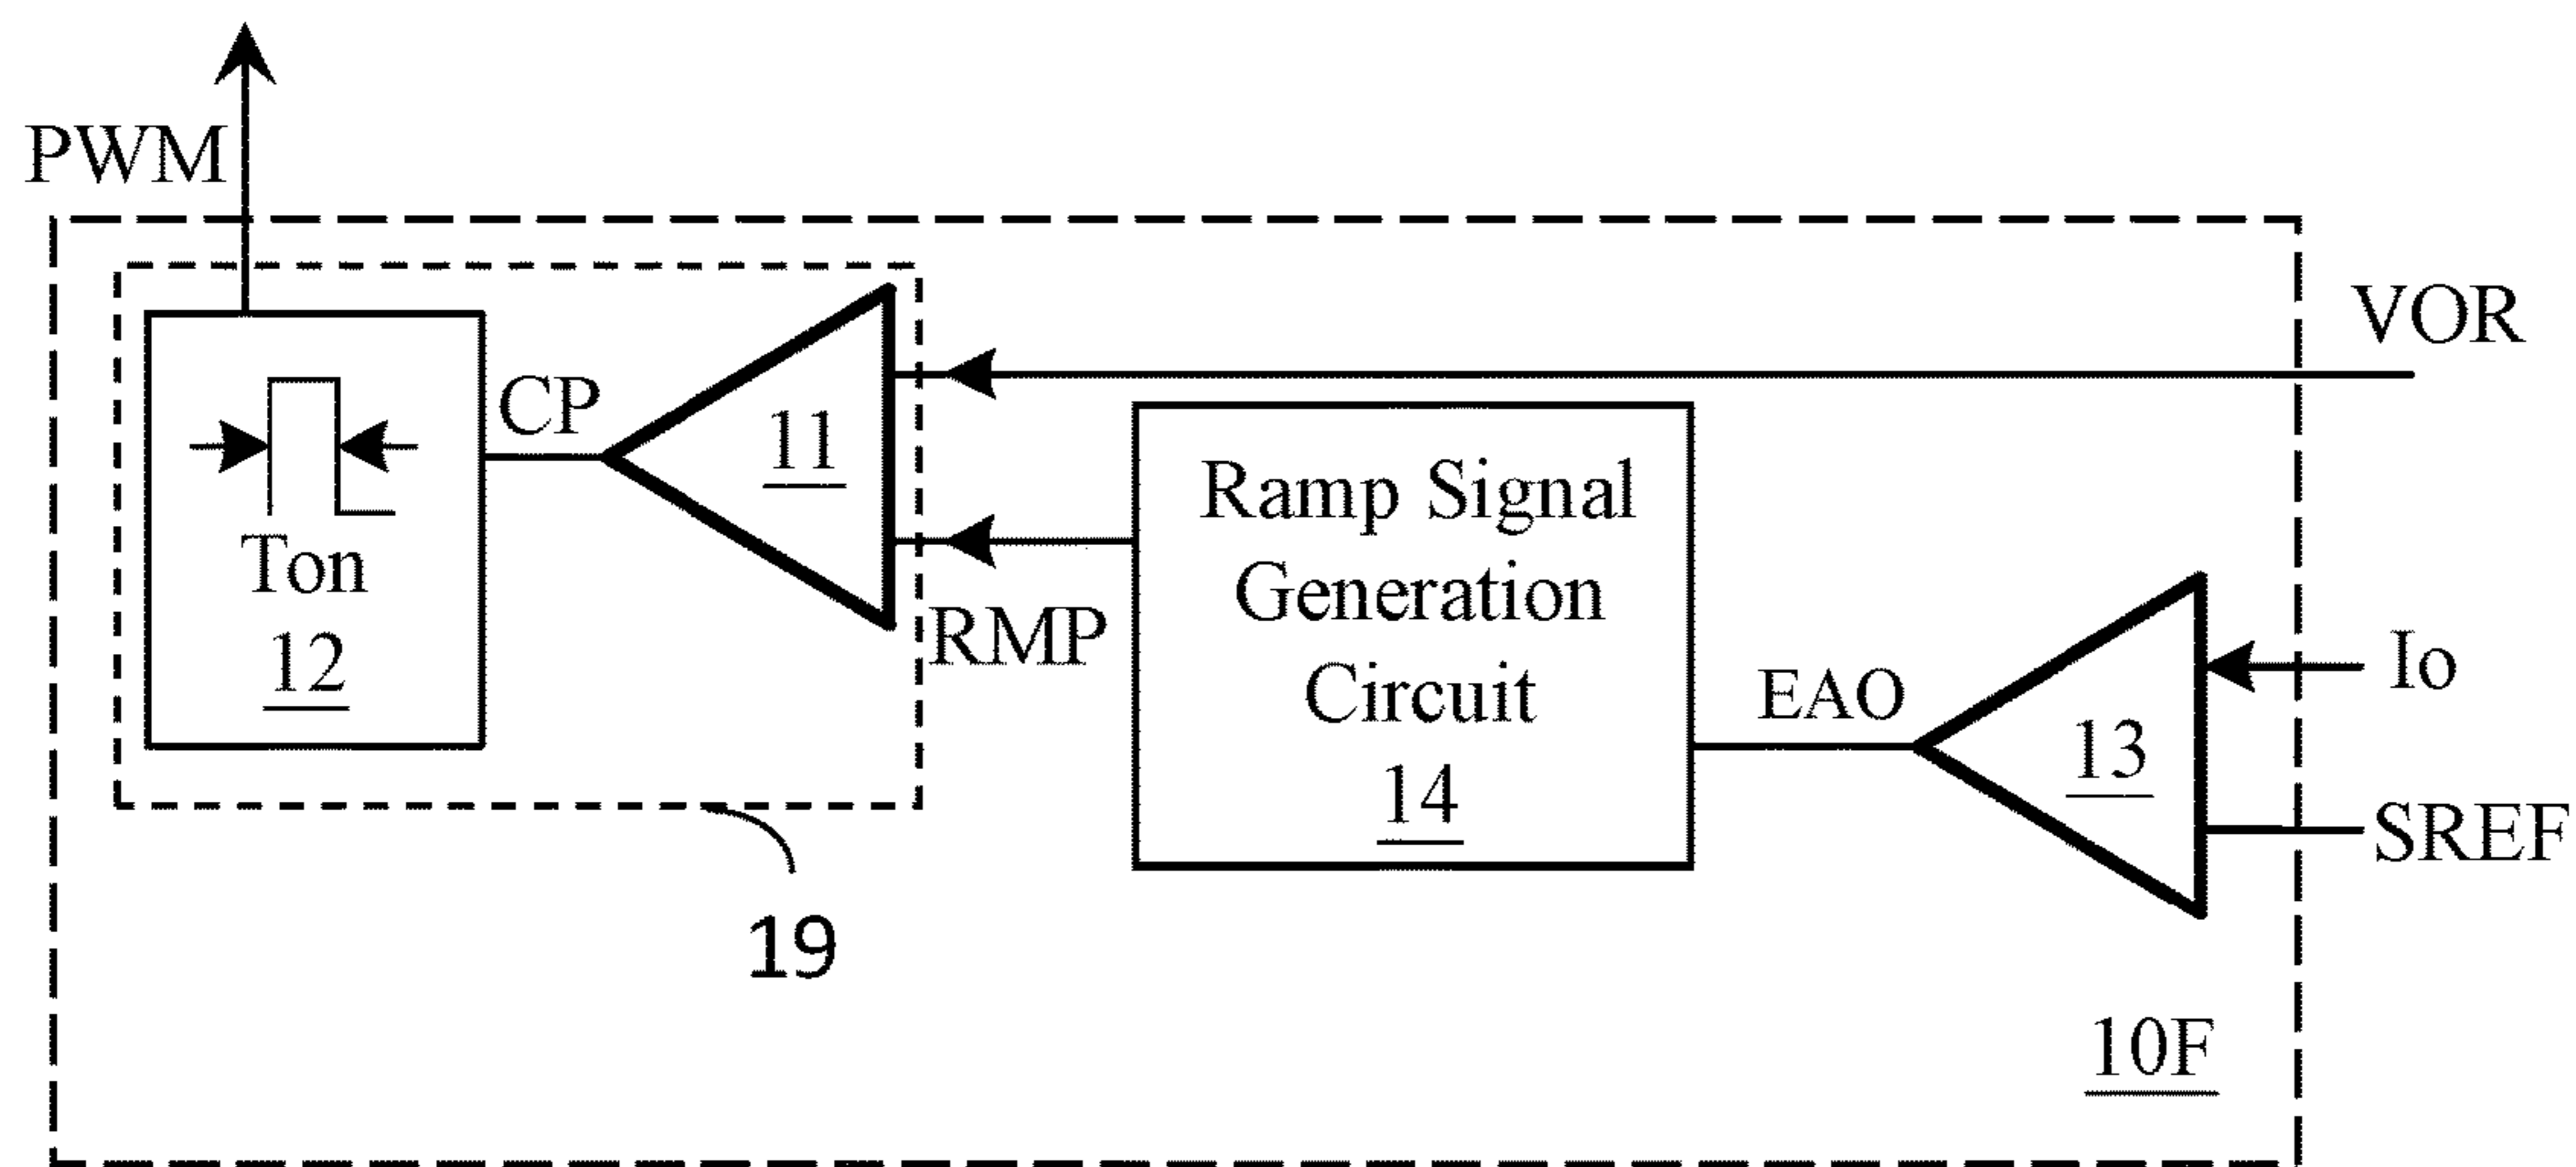 PWM
VOR
CP
11
Ramp Signal
Generation
Circuit
14
Ton
12
RMP
EAO
13
Io
SREF
19
10F